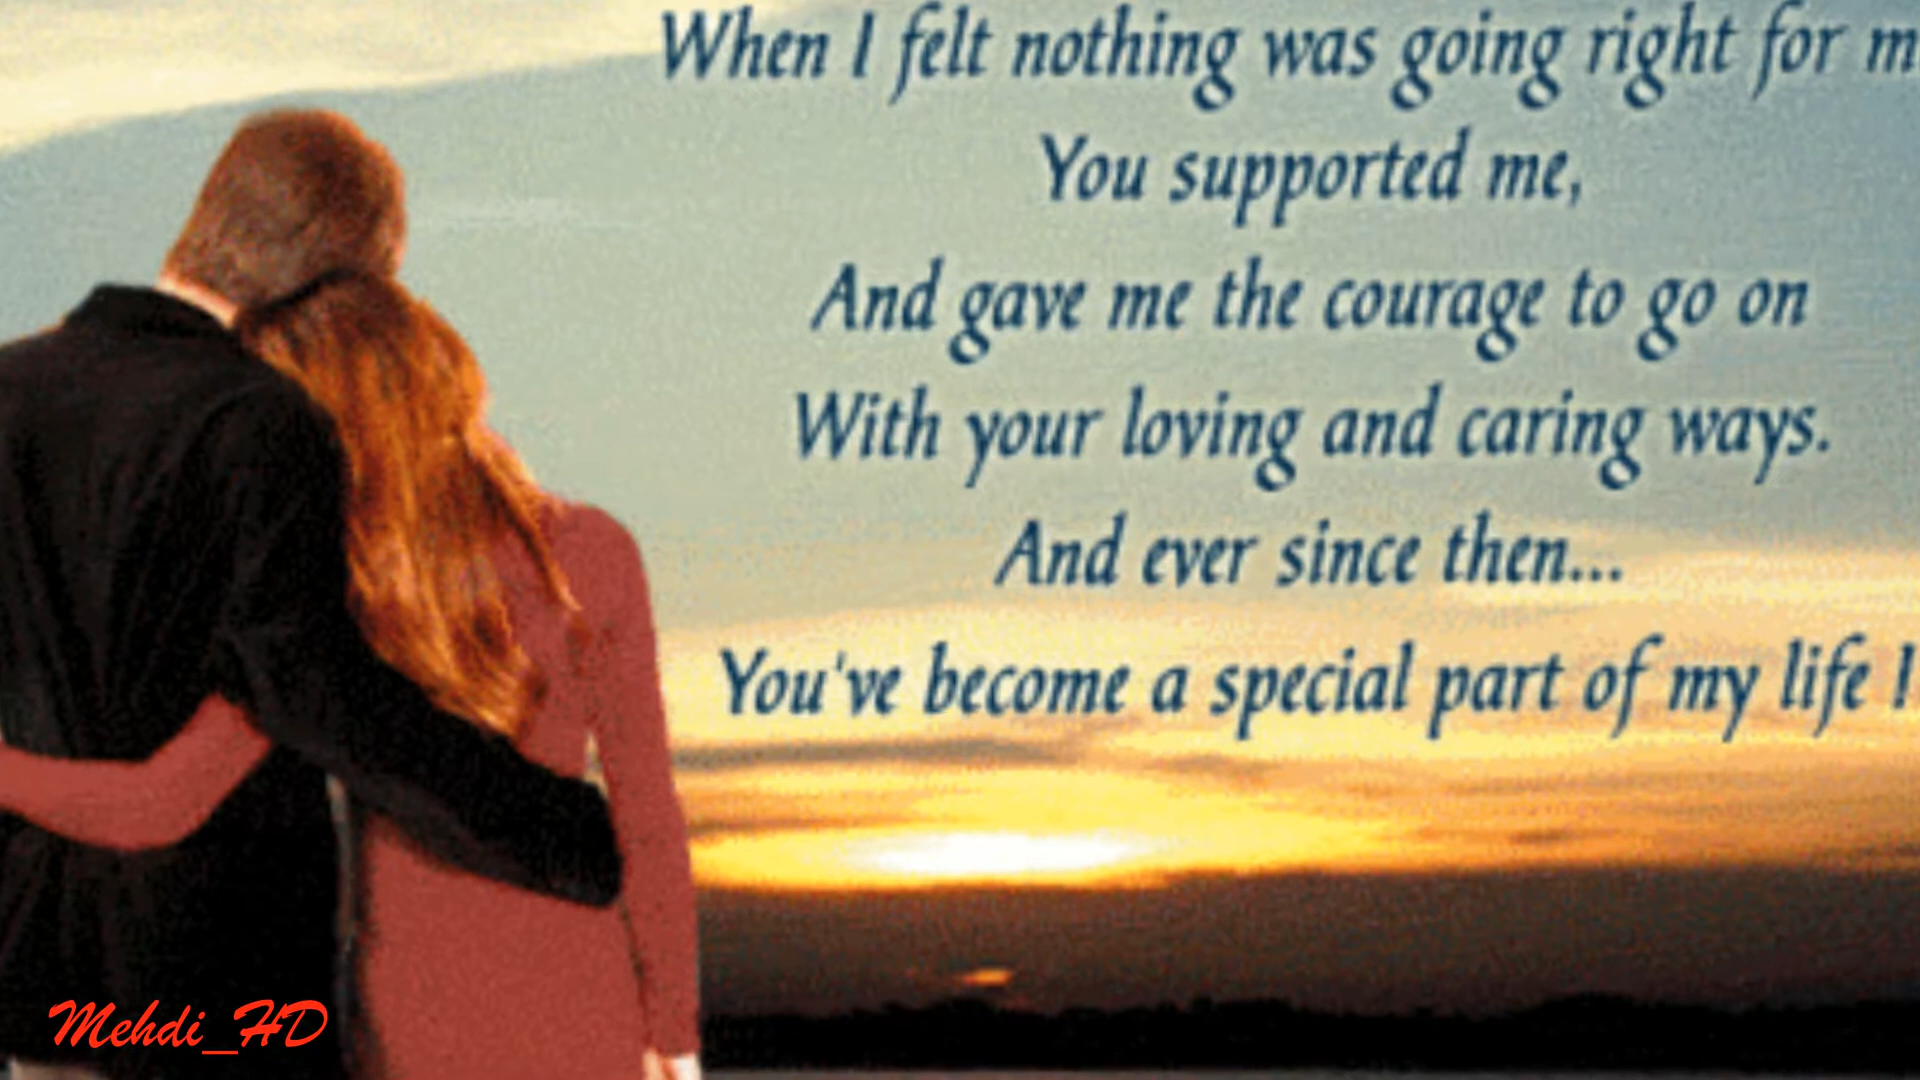 When I felt nothing was going right for m
You supported me,
And gave me the courage to go on
With your loving and caring ways.
And ever since then...
You've become a special part of my life !
Mehdi_HD